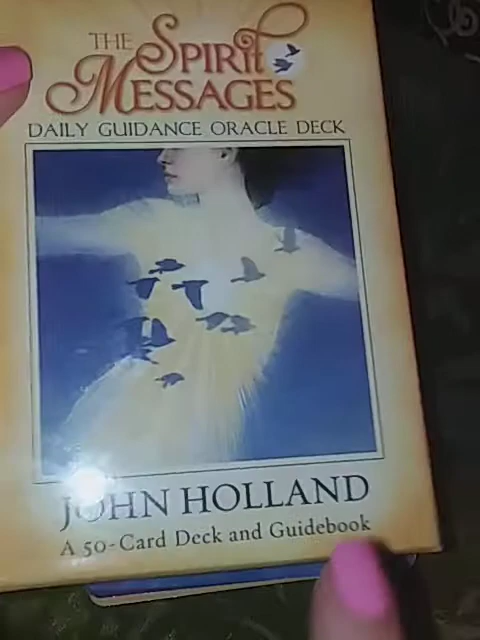 THE SPIRIT
MESSAGES
DAILY GUIDANCE ORACLE DECK
JOHN HOLLAND
A 50-Card Deck and Guidebook